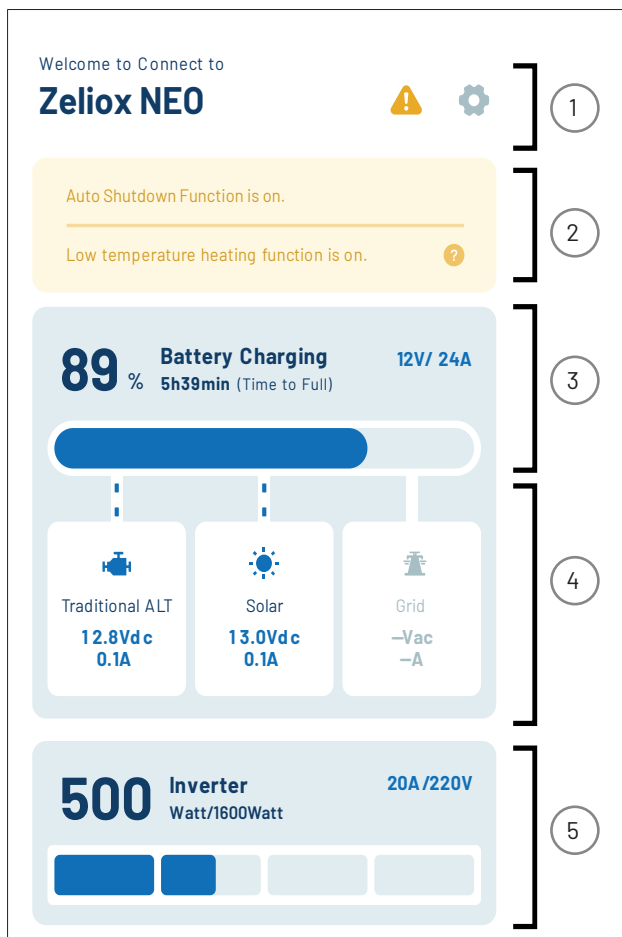 Welcome to Connect to
Zeliox NEO
!
1
Auto Shutdown Function is on.
Low temperature heating function is on.
?
2
89 %
Battery Charging
5h39min (Time to Full)
12V/ 24A
3
Traditional ALT
12.8Vdc
0.1A
Solar
13.0Vdc
0.1A
Grid
–Vac
–A
4
500
Inverter
Watt/1600Watt
20A/220V
5